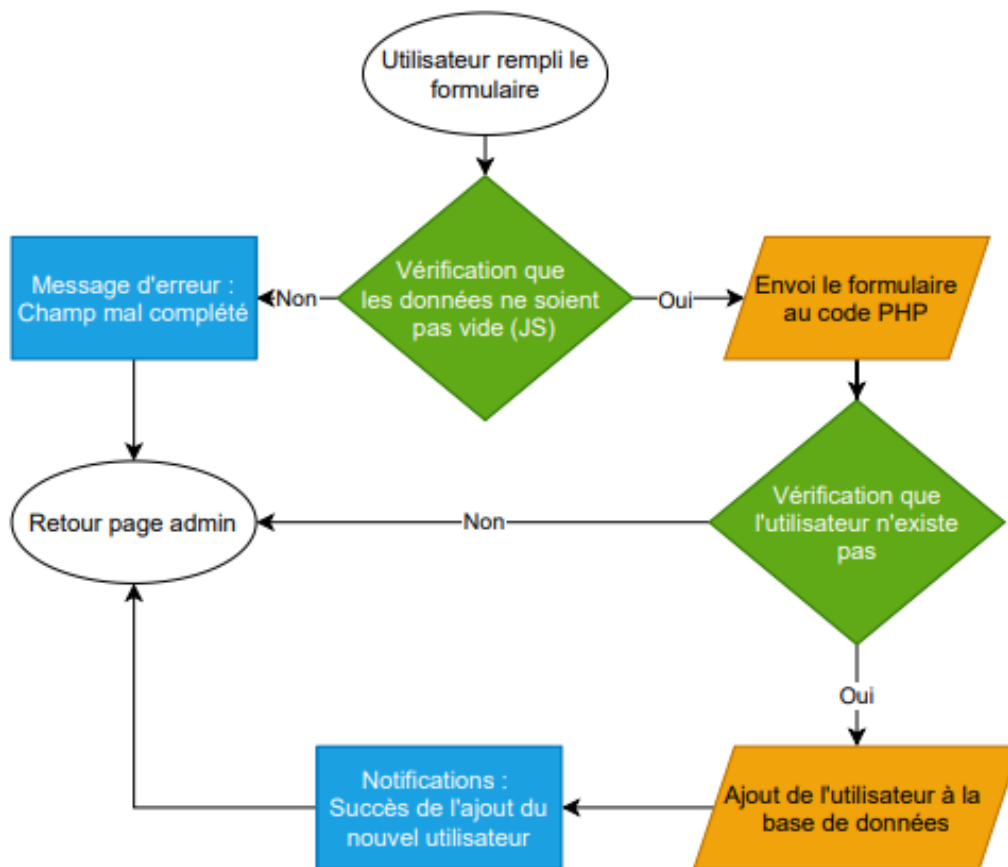 Utilisateur rempli le
formulaire
Vérification que
les données ne soient
pas vide (JS)
Non
Message d'erreur :
Champ mal complété
Oui
Envoi le formulaire
au code PHP
Vérification que
l'utilisateur n'existe
pas
Non
Retour page admin
Oui
Ajout de l'utilisateur à la
base de données
Notifications :
Succès de l'ajout du
nouvel utilisateur